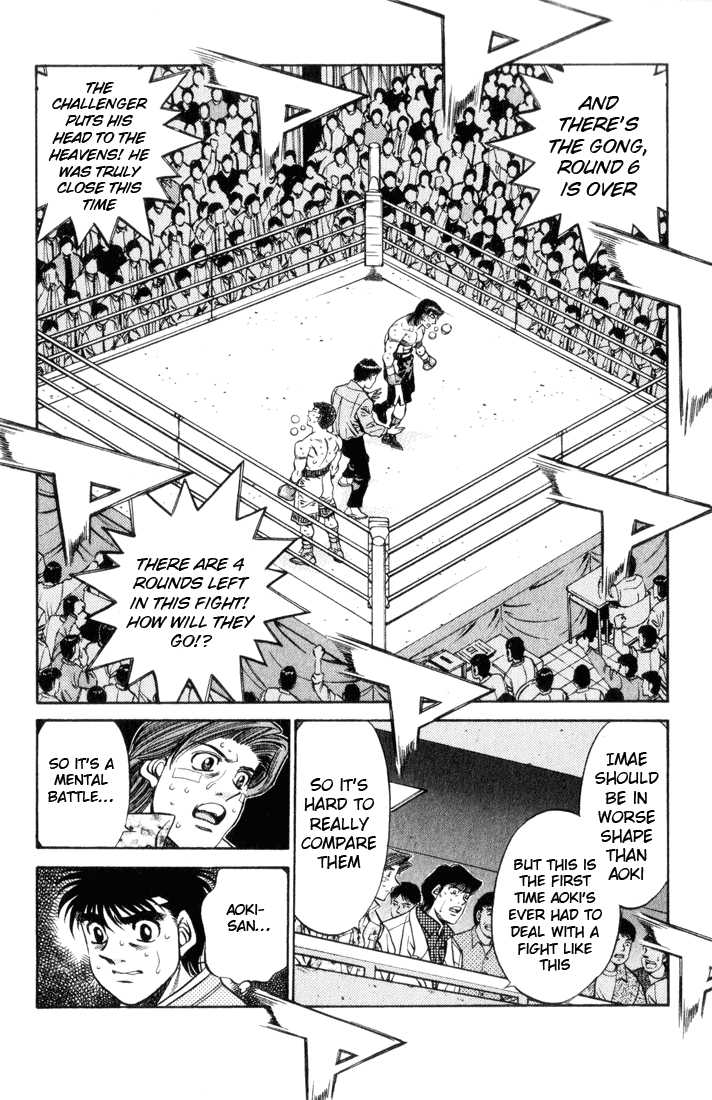 AND
THERE'S
THE GONG,
ROUND 6
IS OVER
THE
CHALLENGER
PUTS HIS
HEAD TO THE
HEAVENS! HE
WAS TRULY
CLOSE THIS
TIME
THERE ARE 4
ROUNDS LEFT
IN THIS FIGHT!
HOW WILL THEY
GO!?
IMAE
SHOULD
BE IN
WORSE
SHAPE
THAN
AOKI
BUT THIS IS
THE FIRST
TIME AOKI'S
EVER HAD TO
DEAL WITH A
FIGHT LIKE
THIS
SO IT'S
HARD TO
REALLY
COMPARE
THEM
SO IT'S A
MENTAL
BATTLE...
AOKI-
SAN...